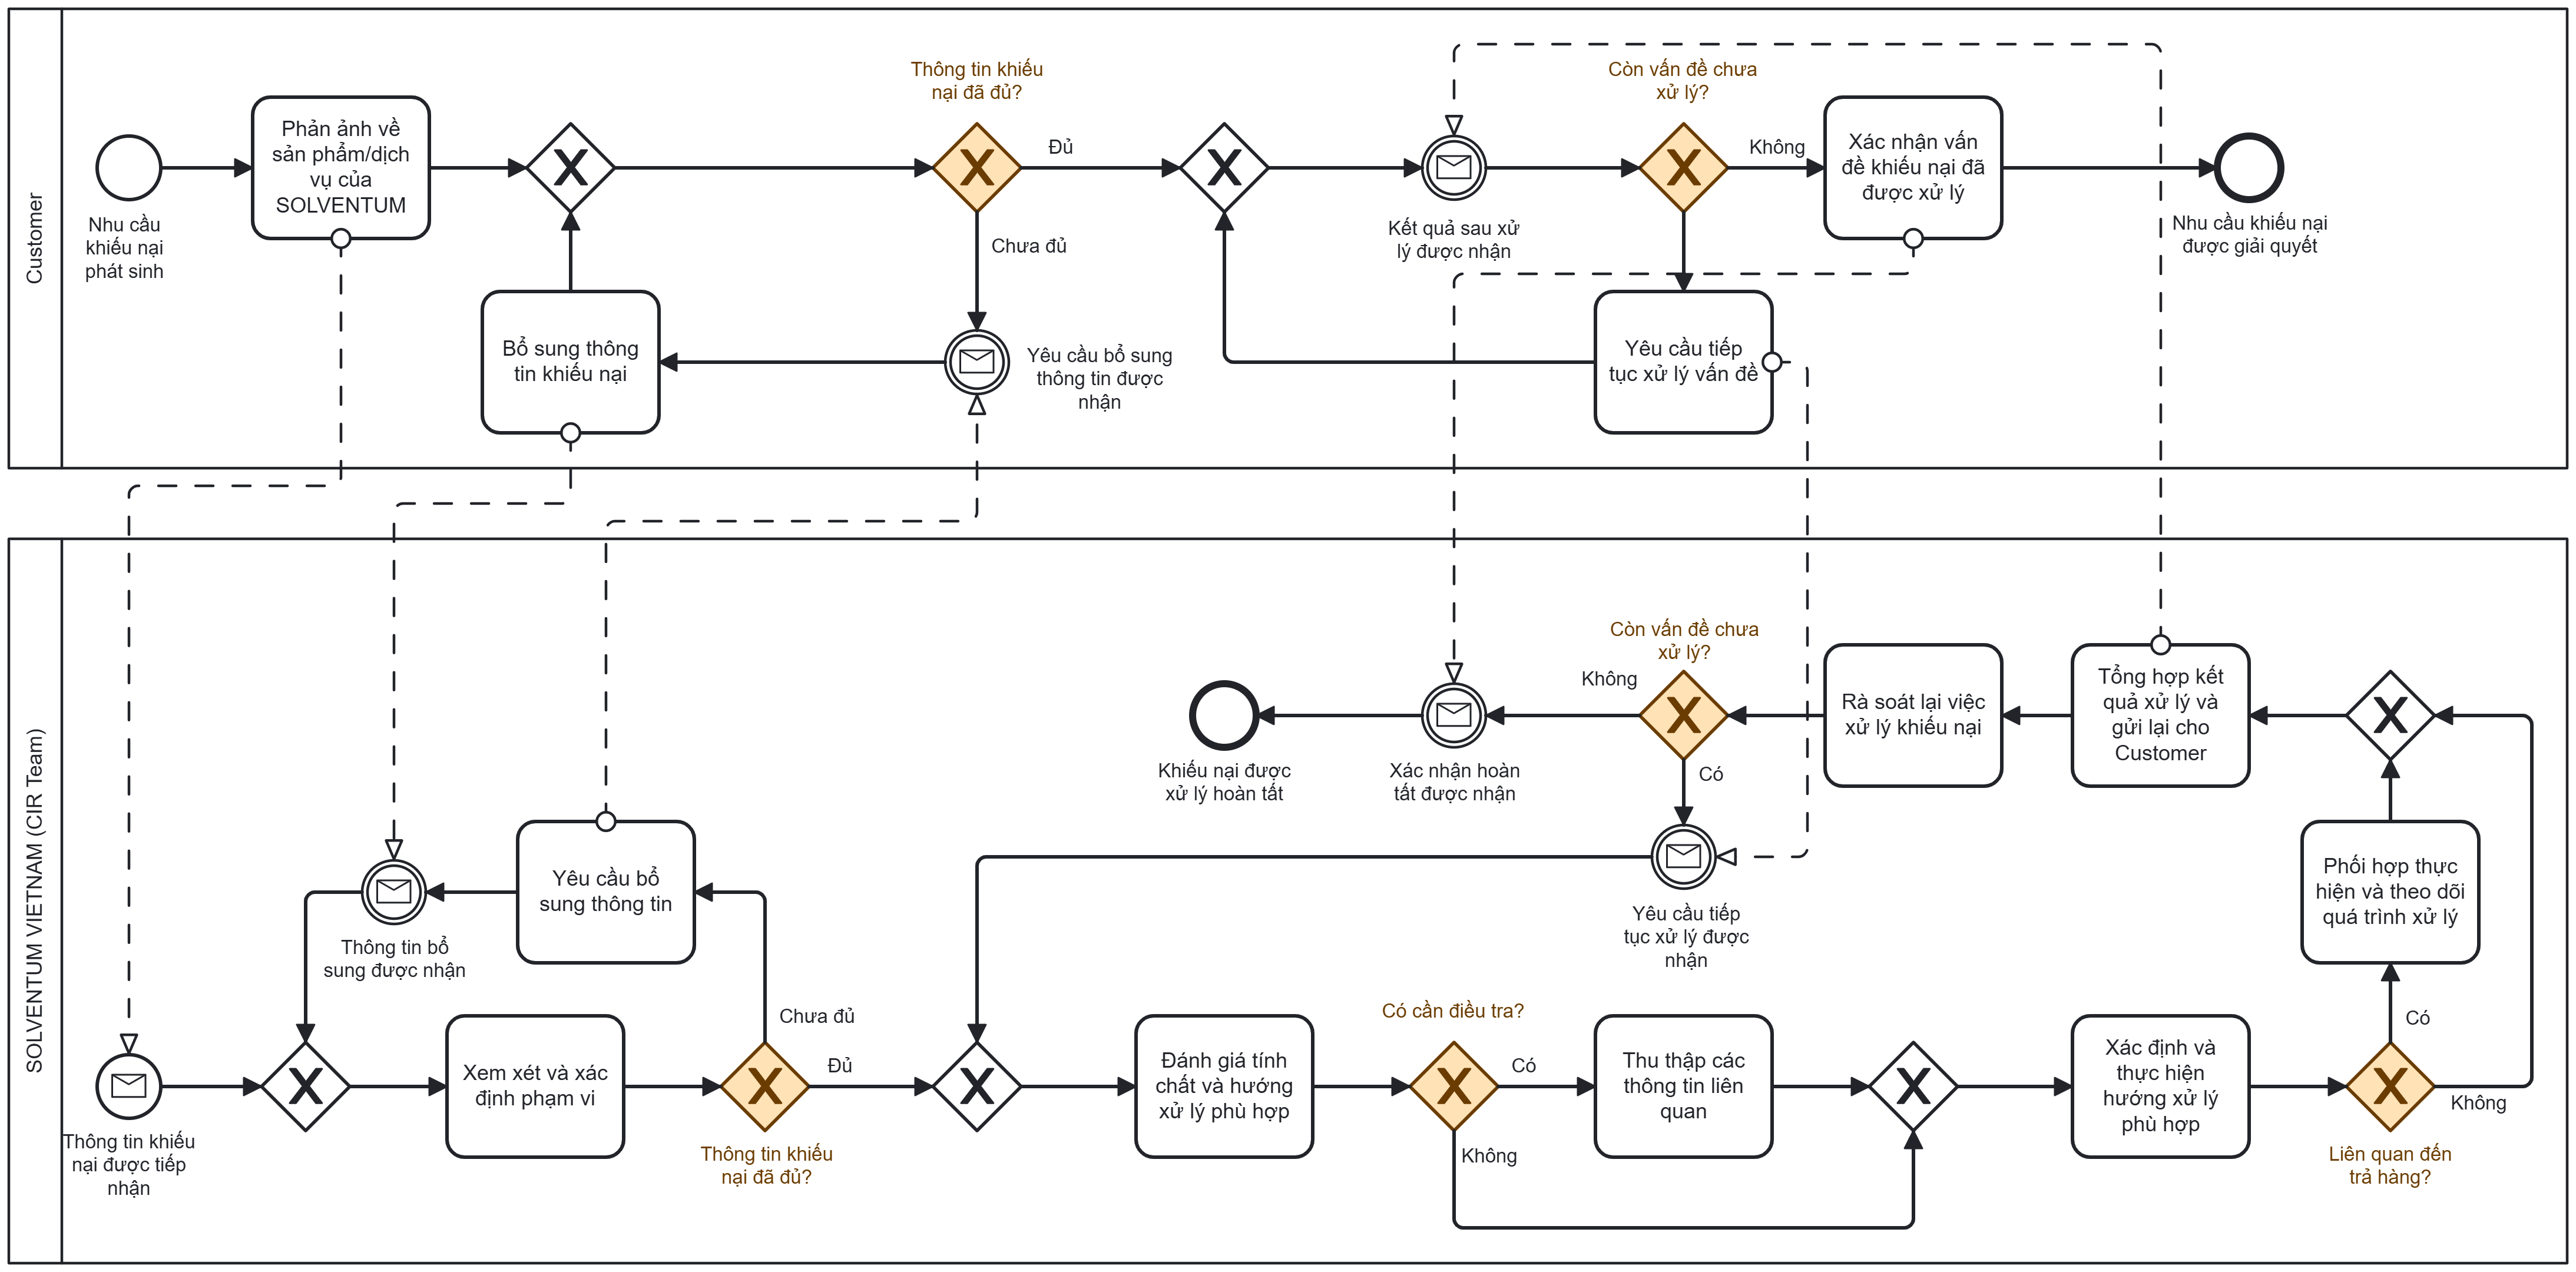 Customer
Nhu cầu
khiếu nại
phát sinh
Phản ảnh về
sản phẩm/dịch
vụ của
SOLVENTUM
Bổ sung thông
tin khiếu nại
Thông tin khiếu
nại đã đủ?
Đủ
Chưa đủ
Yêu cầu bổ sung
thông tin được
nhận
Kết quả sau xử
lý được nhận
Còn vấn đề chưa
xử lý?
Không
Xác nhận vấn
đề khiếu nại đã
được xử lý
Yêu cầu tiếp
tục xử lý vấn đề
Nhu cầu khiếu nại
được giải quyết
SOLVENTUM VIETNAM (CIR Team)
Thông tin khiếu
nại được tiếp
nhận
Thông tin bổ
sung được nhận
Yêu cầu bổ
sung thông tin
Xem xét và xác
định phạm vi
Chưa đủ
Đủ
Thông tin khiếu
nại đã đủ?
Đánh giá tính
chất và hướng
xử lý phù hợp
Có cần điều tra?
Có
Không
Thu thập các
thông tin liên
quan
Xác định và
thực hiện
hướng xử lý
phù hợp
Có
Không
Liên quan đến
trả hàng?
Phối hợp thực
hiện và theo dõi
quá trình xử lý
Tổng hợp kết
quả xử lý và
gửi lại cho
Customer
Rà soát lại việc
xử lý khiếu nại
Còn vấn đề chưa
xử lý?
Không
Có
Xác nhận hoàn
tất được nhận
Khiếu nại được
xử lý hoàn tất
Yêu cầu tiếp
tục xử lý được
nhận